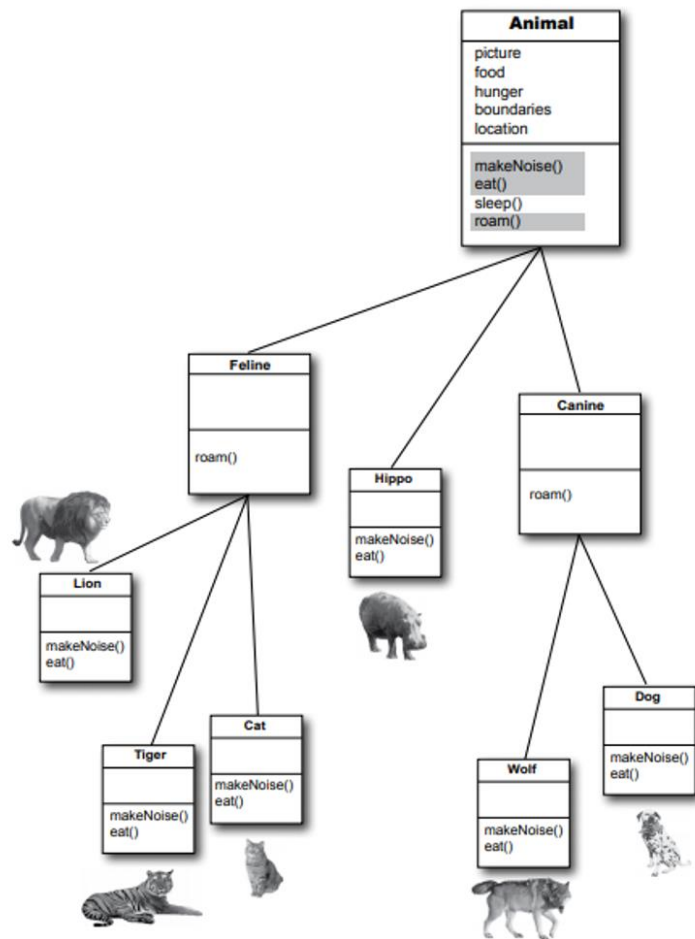 Animal
picture
food
hunger
boundaries
location
makeNoise()
eat()
sleep()
roam()
Feline
roam()
Canine
roam()
Hippo
makeNoise()
eat()
Lion
makeNoise()
eat()
Tiger
makeNoise()
eat()
Cat
makeNoise()
eat()
Wolf
makeNoise()
eat()
Dog
makeNoise()
eat()